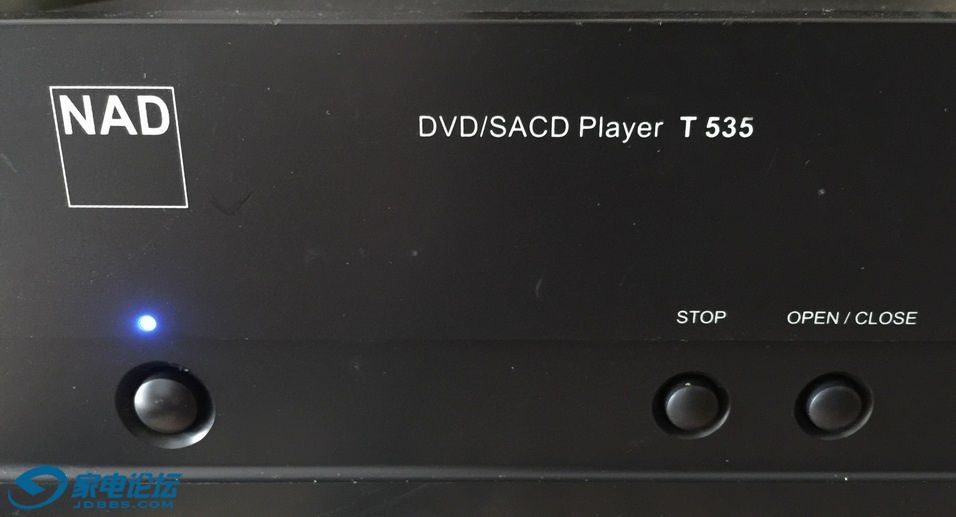 NAD
DVD/SACD Player T 535
STOP
OPEN / CLOSE
家电论坛
JDBBS.COM